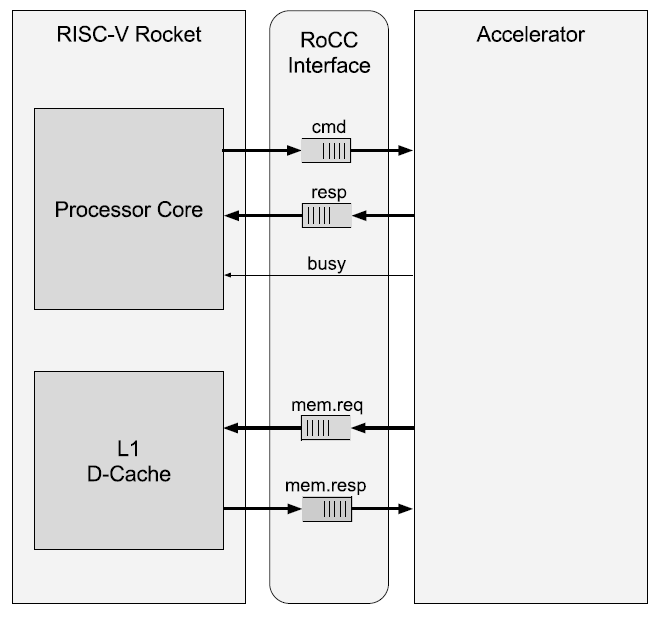 RISC-V Rocket
RoCC
Interface
Accelerator
Processor Core
cmd
resp
busy
L1
D-Cache
mem.req
mem.resp